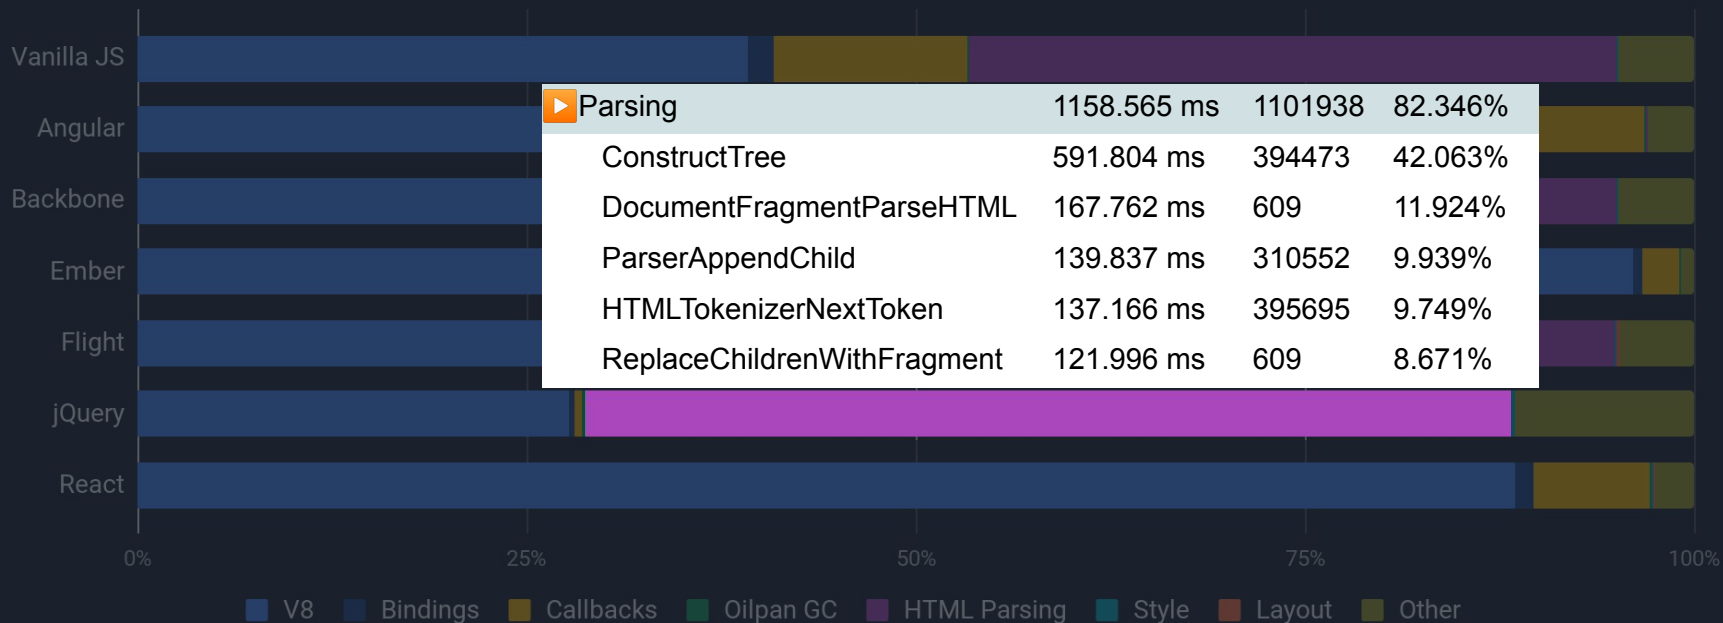 Vanilla JS
Angular
Backbone
Ember
Flight
jQuery
React
Parsing 1158.565 ms 1101938 82.346%
ConstructTree 591.804 ms 394473 42.063%
DocumentFragmentParseHTML 167.762 ms 609 11.924%
ParserAppendChild 139.837 ms 310552 9.939%
HTMLTokenizerNextToken 137.166 ms 395695 9.749%
ReplaceChildrenWithFragment 121.996 ms 609 8.671%
0% 25% 50% 75% 100%
V8 Bindings Callbacks Oilpan GC HTML Parsing Style Layout Other